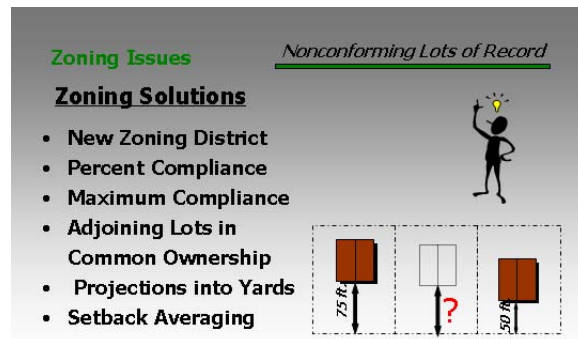 Zoning Issues
Nonconforming Lots of Record
Zoning Solutions
• New Zoning District
• Percent Compliance
• Maximum Compliance
• Adjoining Lots in
Common Ownership
• Projections into Yards
• Setback Averaging
75 ft.
?
50 ft.